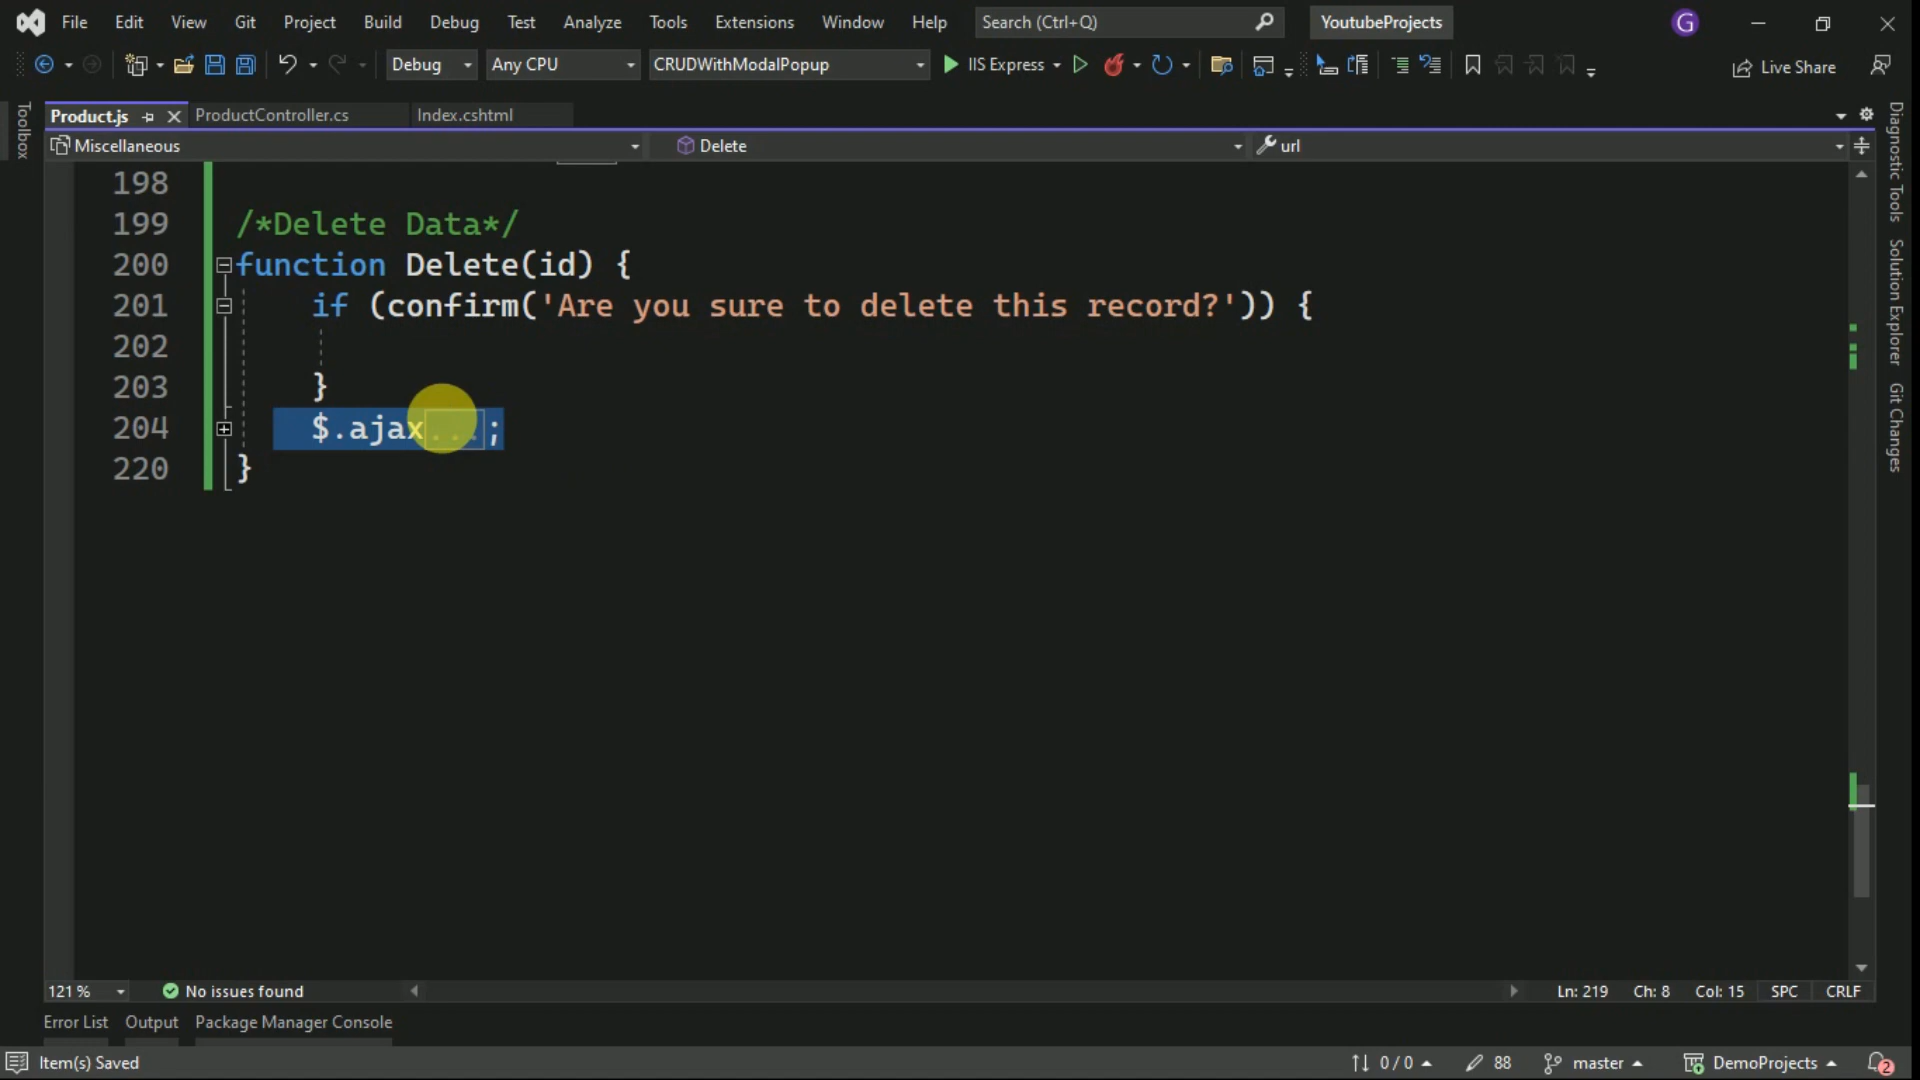 File Edit View Git Project Build Debug Test Analyze Tools Extensions Window Help Search (Ctrl+Q) YoutubeProjects G
Debug Any CPU CRUDWithModalPopup IIS Express Live Share
Toolbox
Product.js ProductController.cs Index.cshtml
Miscellaneous Delete url
198
199 /*Delete Data*/
200 function Delete(id) {
201 if (confirm('Are you sure to delete this record?')) {
202
203 }
204 $.ajax...;
220 }
Diagnostic Tools
Solution Explorer
Git Changes
121 % No issues found Ln: 219 Ch: 8 Col: 15 SPC CRLF
Error List Output Package Manager Console
Item(s) Saved 0 / 0 88 master DemoProjects 2